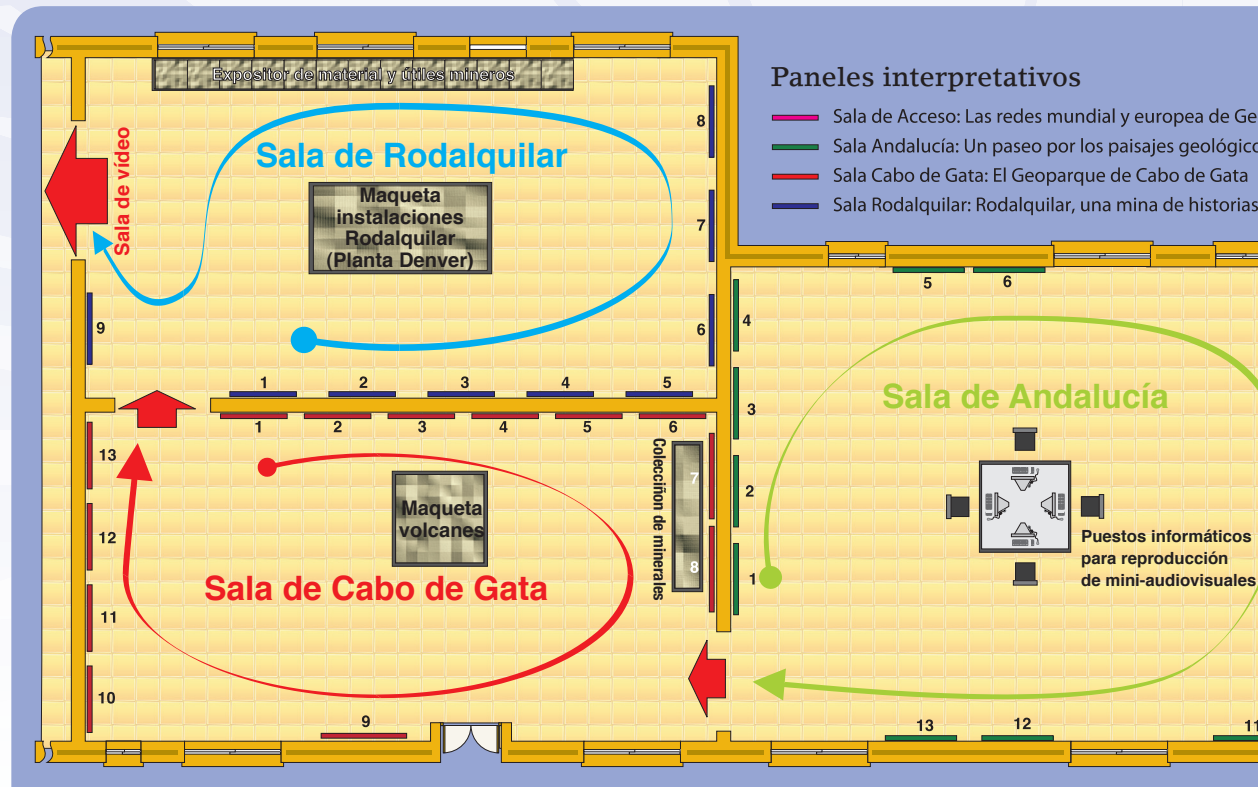 Paneles interpretativos
Sala de Acceso: Las redes mundial y europea de Ge
Sala Andalucía: Un paseo por los paisajes geológico
Sala Cabo de Gata: El Geoparque de Cabo de Gata
Sala Rodalquilar: Rodalquilar, una mina de historias
Expositor de material y útiles mineros
Sala de vídeo
Sala de Rodalquilar
Maqueta
instalaciones
Rodalquilar
(Planta Denver)
8
7
6
9
1 2 3 4 5
1 2 3 4 5 6
13
12
11
10
9
Maqueta
volcanes
Sala de Cabo de Gata
Colecciñon de minerales
7
8
5 6
4
3
2
1
Sala de Andalucía
Puestos informáticos
para reproducción
de mini-audiovisuales
13 12 11